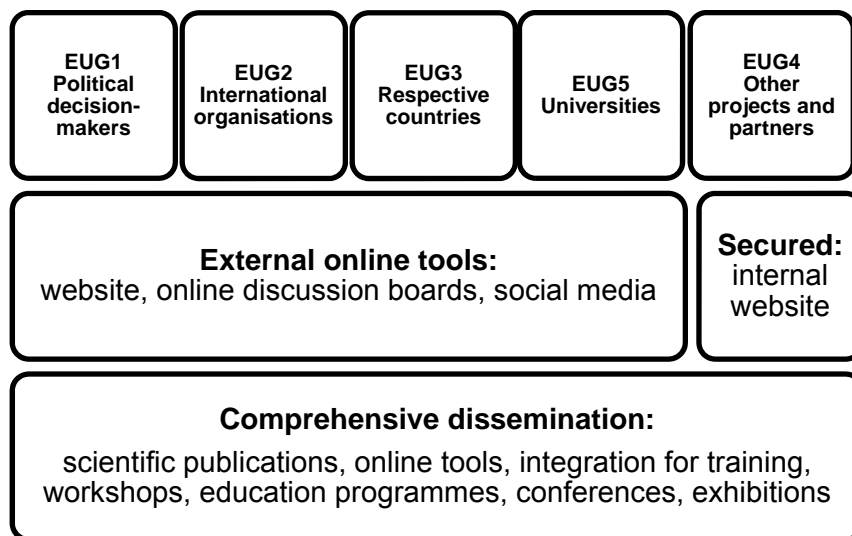 EUG1
Political
decision-
makers
EUG2
International
organisations
EUG3
Respective
countries
EUG5
Universities
EUG4
Other
projects and
partners
External online tools:
website, online discussion boards, social media
Secured:
internal
website
Comprehensive dissemination:
scientific publications, online tools, integration for training,
workshops, education programmes, conferences, exhibitions